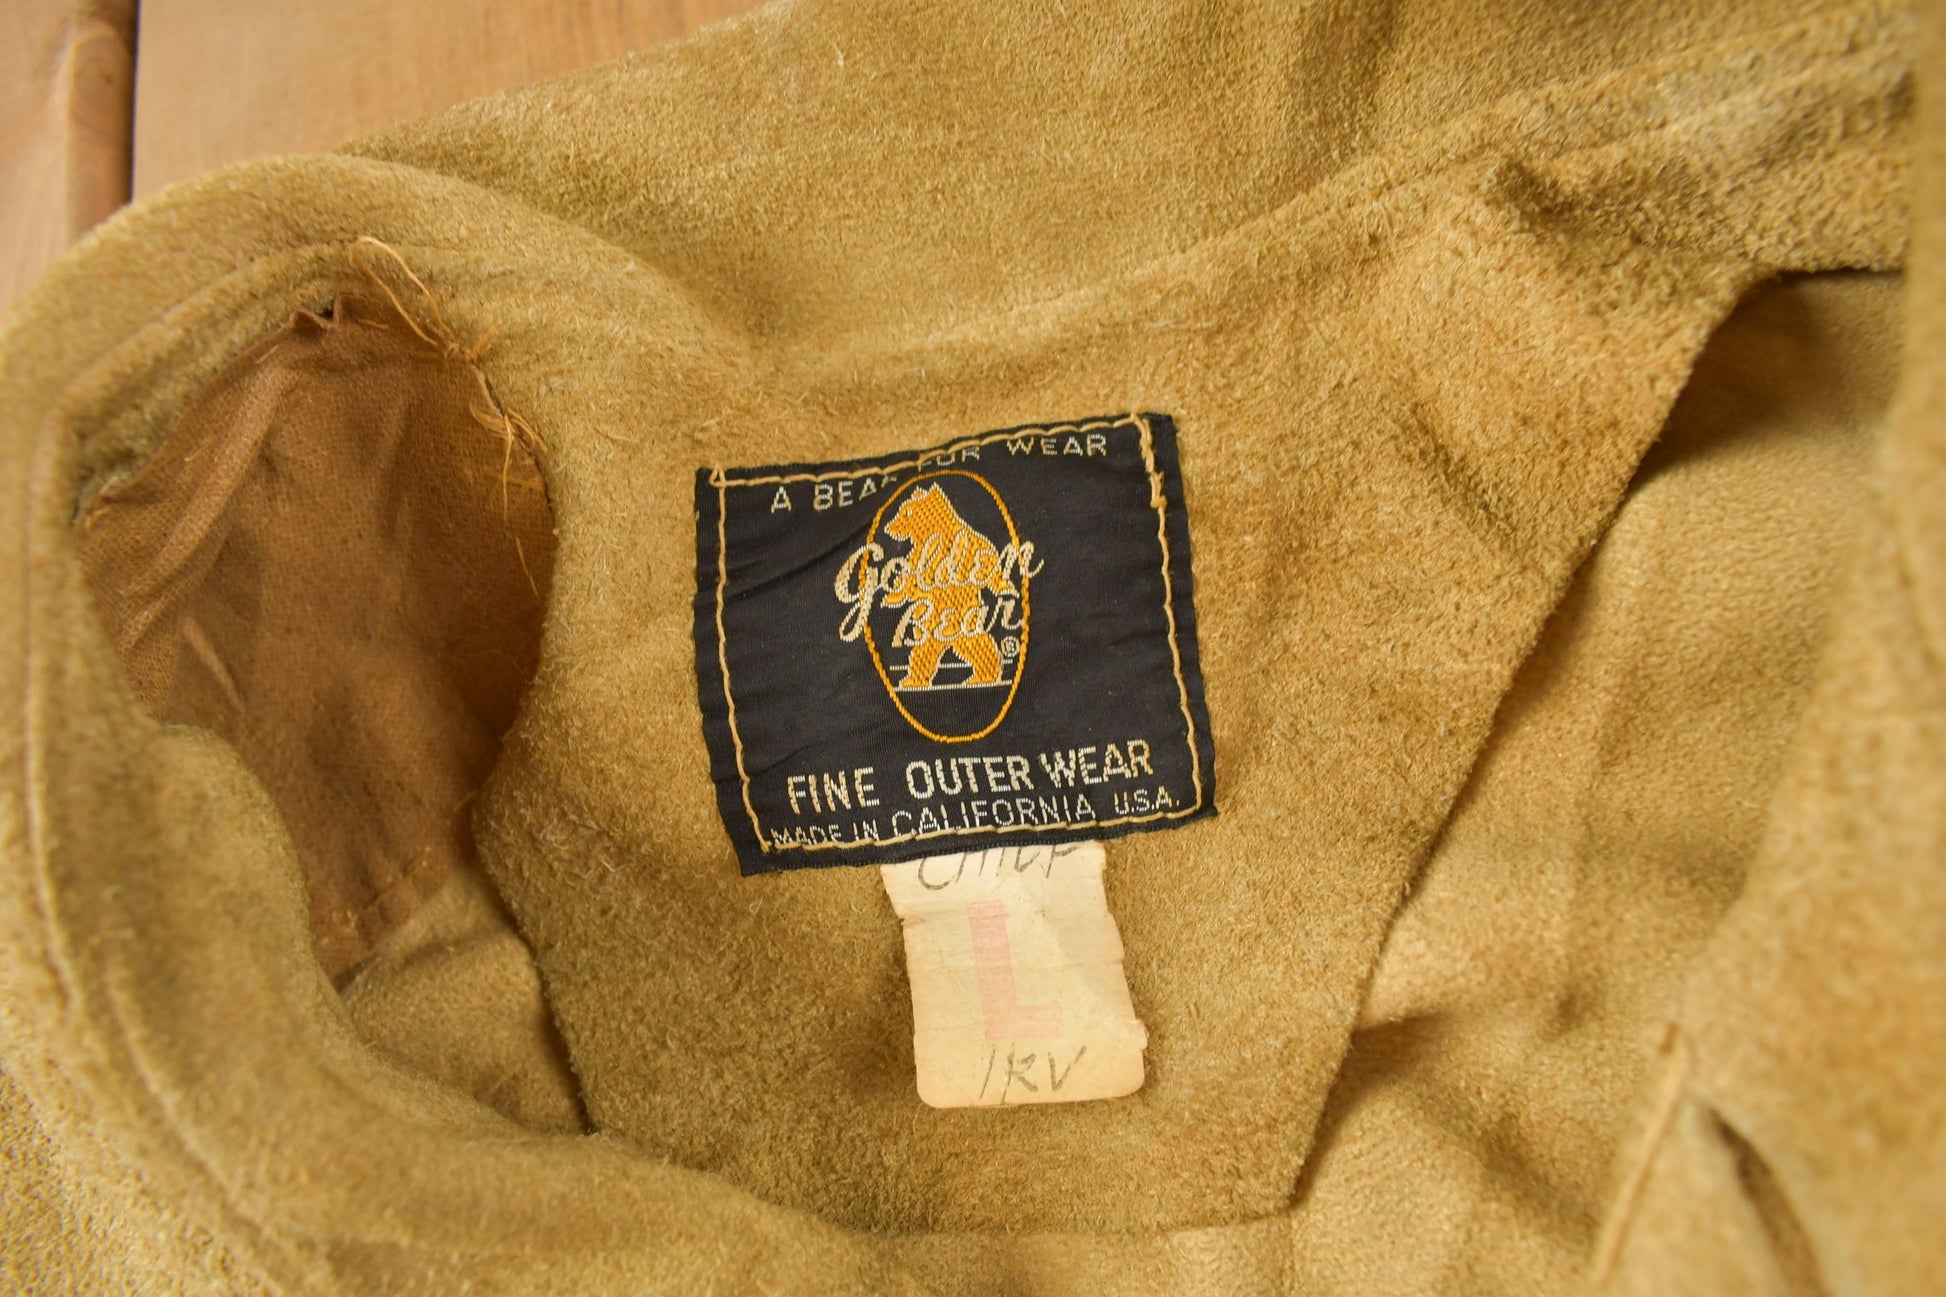 A BEAR FOR WEAR
Golden
Bear ®
FINE OUTER WEAR
MADE IN CALIFORNIA U.S.A.
L